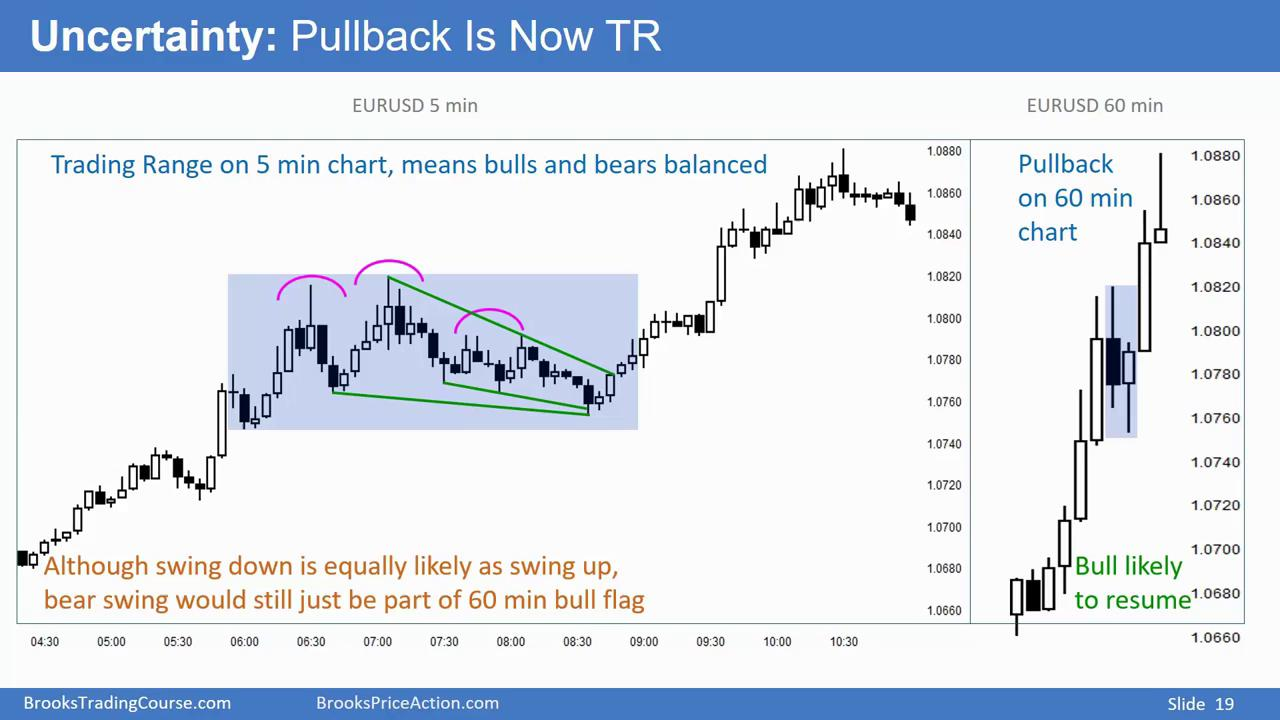 Uncertainty: Pullback Is Now TR
EURUSD 5 min
EURUSD 60 min
Trading Range on 5 min chart, means bulls and bears balanced
1.0880
1.0860
1.0840
1.0820
1.0800
1.0780
1.0760
1.0740
1.0720
1.0700
1.0680
1.0660
Although swing down is equally likely as swing up,
bear swing would still just be part of 60 min bull flag
04:30 05:00 05:30 06:00 06:30 07:00 07:30 08:00 08:30 09:00 09:30 10:00 10:30
Pullback
on 60 min
chart
1.0880
1.0860
1.0840
1.0820
1.0800
1.0780
1.0760
1.0740
1.0720
1.0700
1.0680
1.0660
Bull likely
to resume
BrooksTradingCourse.com
BrooksPriceAction.com
Slide 19